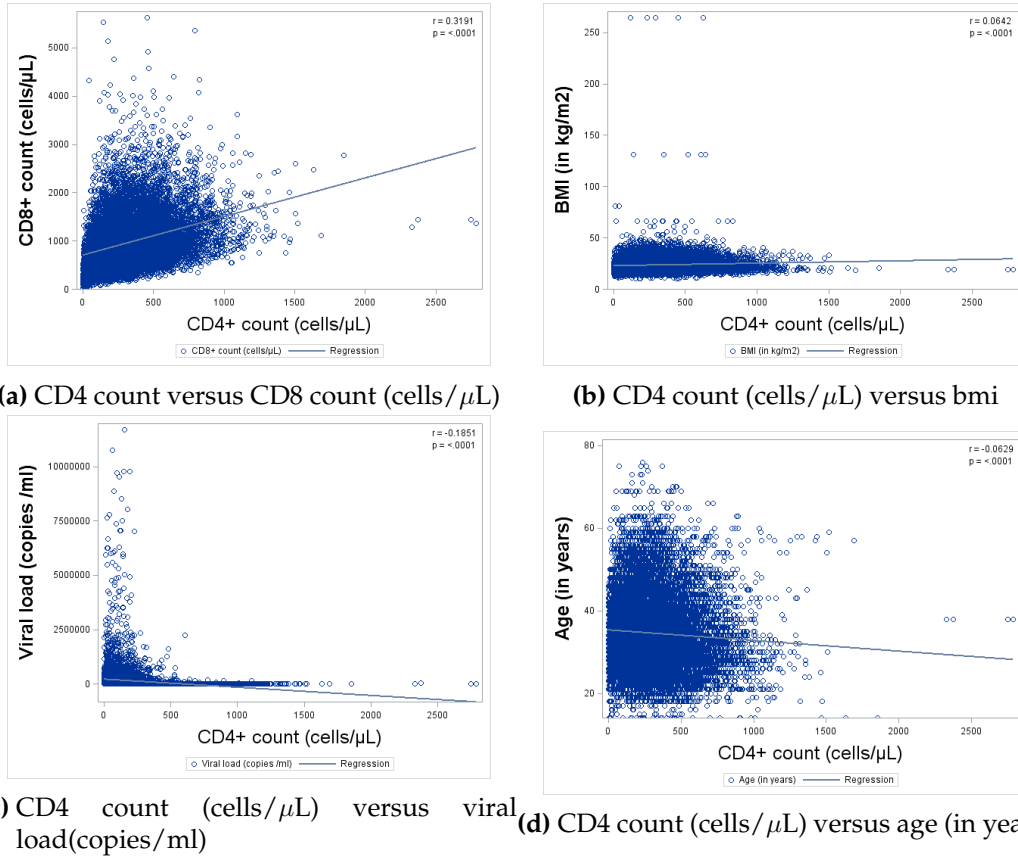 r = 0.3191
p = <.0001
CD8+ count (cells/µL)
5000
4000
3000
2000
1000
0
0 500 1000 1500 2000 2500
CD4+ count (cells/µL)
CD8+ count (cells/µL) Regression
(a) CD4 count versus CD8 count (cells/µL)
r = 0.0642
p = <.0001
BMI (in kg/m2)
250
200
150
100
50
0
0 500 1000 1500 2000 2500
CD4+ count (cells/µL)
BMI (in kg/m2) Regression
(b) CD4 count (cells/µL) versus bmi
r = -0.1851
p = <.0001
Viral load (copies /ml)
10000000
7500000
5000000
2500000
0
0 500 1000 1500 2000 2500
CD4+ count (cells/µL)
Viral load (copies /ml) Regression
) CD4 count (cells/µL) versus viral
load(copies/ml)
r = -0.0629
p = <.0001
Age (in years)
80
60
40
20
0 500 1000 1500 2000 2500
CD4+ count (cells/µL)
Age (in years) Regression
(d) CD4 count (cells/µL) versus age (in yea